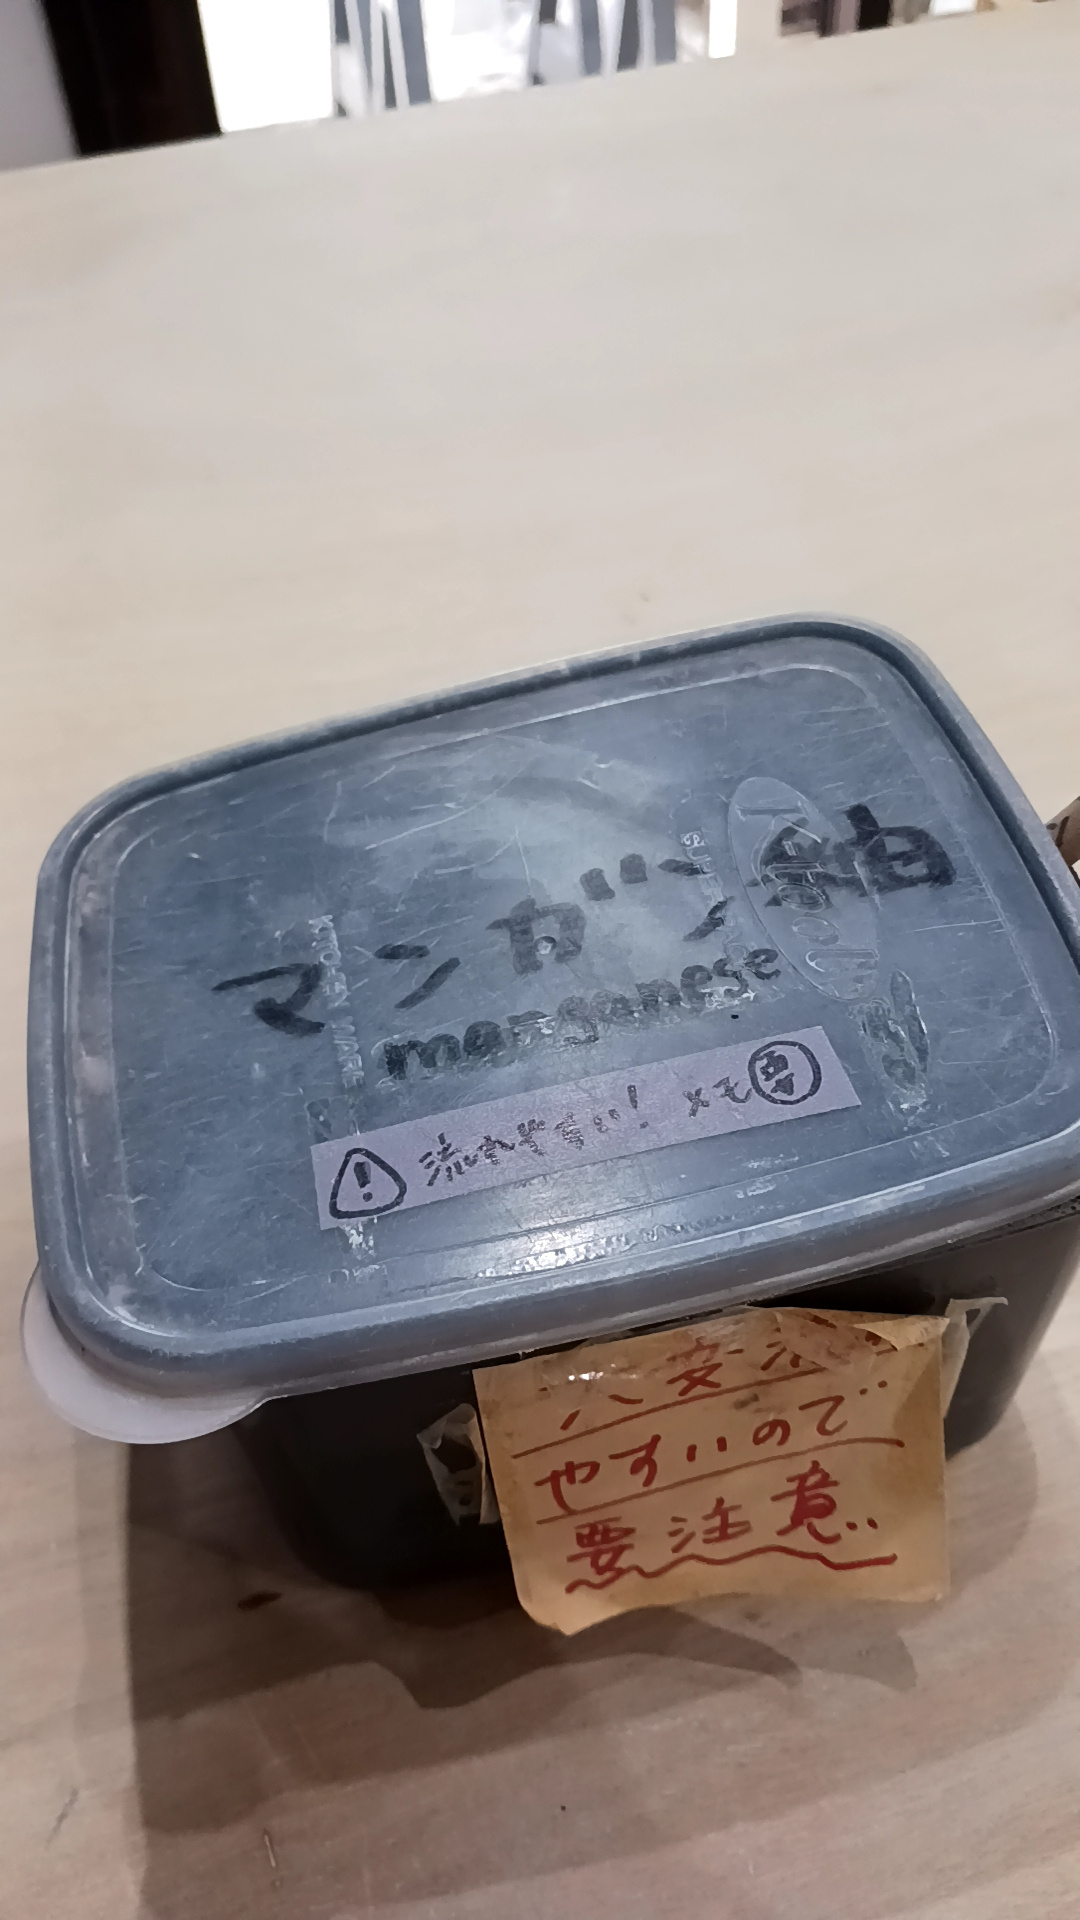 マンガン釉
manganese
K-tool
流れやすい! メモ
やすいので
要注意